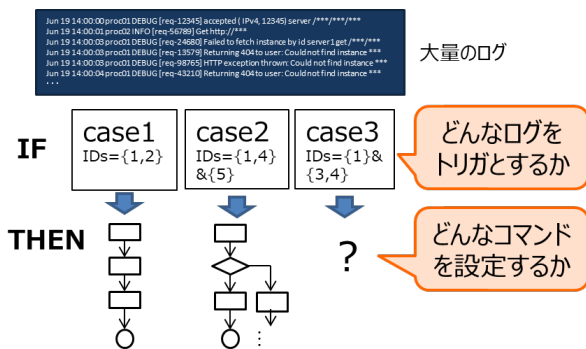 Jun 19 14:00:00 proc01 DEBUG [req-12345] accepted ( IPv4, 12345) server /***/***/***
Jun 19 14:00:01 proc02 INFO [req-56789] Get http://***
Jun 19 14:00:03 proc01 DEBUG [req-24680] Failed to fetch instance by id server1get /***/***
Jun 19 14:00:03 proc01 DEBUG [req-13579] Returning 404 to user: Could not find instance ***
Jun 19 14:00:03 proc01 DEBUG [req-98765] HTTP exception thrown: Could not find instance ***
Jun 19 14:00:04 proc01 DEBUG [req-43210] Returning 404 to user: Could not find instance ***
・・・
大量のログ
IF
case1
IDs={1,2}
case2
IDs={1,4}
&{5}
case3
IDs={1}&
{3,4}
どんなログを
トリガとするか
THEN
?
どんなコマンド
を設定するか
⋮